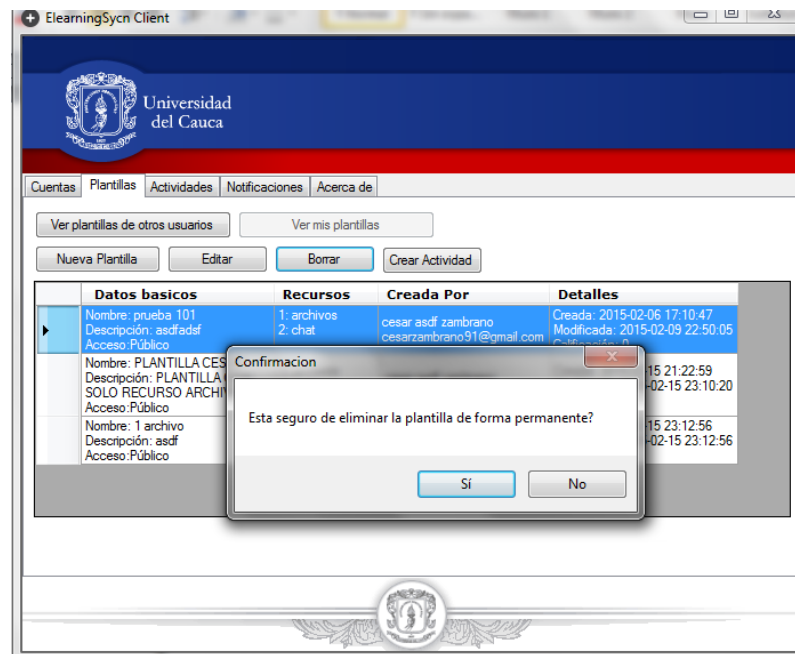 ElearningSycn Client
Universidad
del Cauca
Cuentas Plantillas Actividades Notificaciones Acerca de
Ver plantillas de otros usuarios Ver mis plantillas
Nueva Plantilla Editar Borrar Crear Actividad
Datos basicos Recursos Creada Por Detalles
Nombre: prueba 101
Descripción: asdfadsf
Acceso:Público
1: archivos
2: chat
cesar asdf zambrano
cesarzambrano91@gmail.com
Creada: 2015-02-06 17:10:47
Modificada: 2015-02-09 22:50:05
Calificación: 0
Nombre: PLANTILLA CES
Descripción: PLANTILLA
SOLO RECURSO ARCHI
Acceso:Público
-15 21:22:59
-02-15 23:10:20
Nombre: 1 archivo
Descripción: asdf
Acceso:Público
-15 23:12:56
-02-15 23:12:56
Confirmacion
Esta seguro de eliminar la plantilla de forma permanente?
Sí No